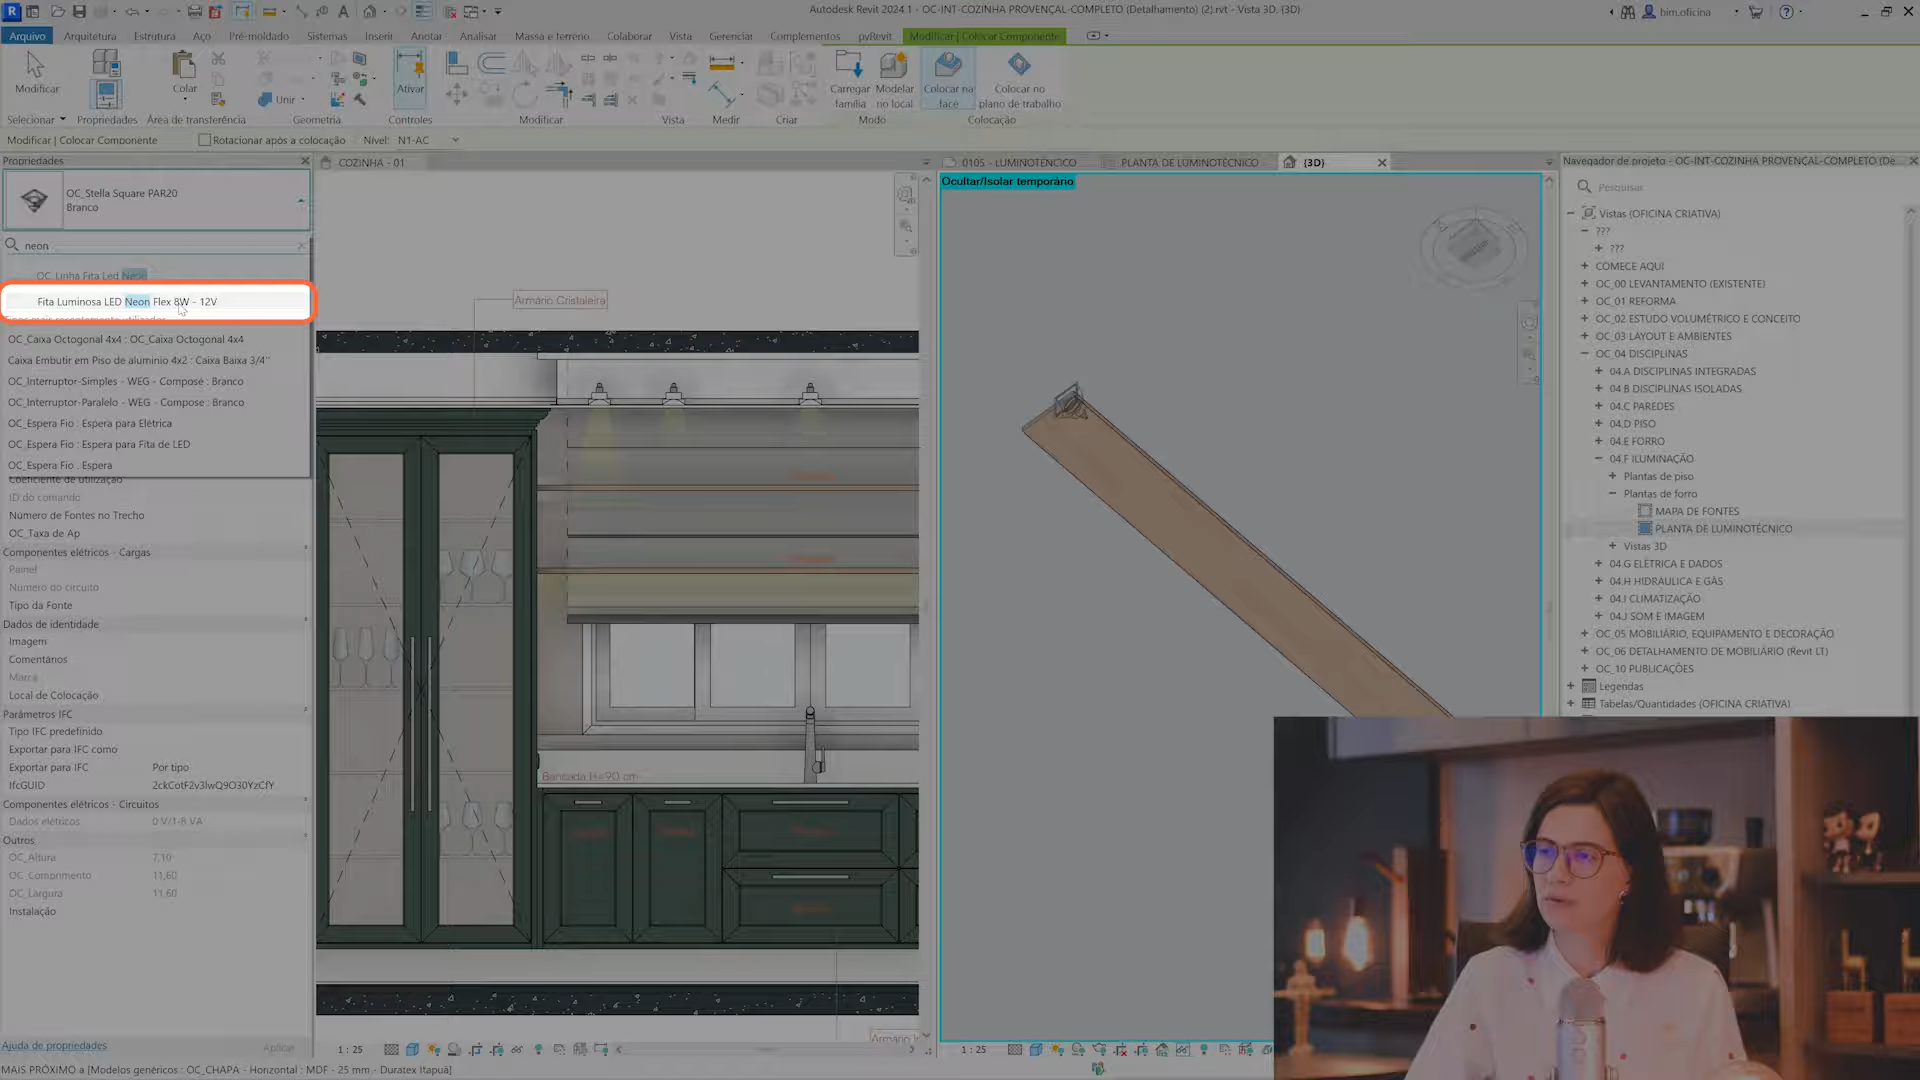 Autodesk Revit 2024.1 - OC-INT-COZINHA PROVENÇAL-COMPLETO (Detalhamento) (2).rvt - Vista 3D, {3D}
bim.oficina
Arquivo Arquitetura Estrutura Aço Pré-moldado Sistemas Inserir Anotar Analisar Massa e terreno Colaborar Vista Gerenciar Complementos pyRevit Modificar | Colocar Componente
Modificar
Colar
Unir
Ativar
Carregar família
Modelar no local
Colocar na face
Colocar no plano de trabalho
Selecionar Propriedades Área de transferência Geometria Controles Modificar Vista Medir Criar Modo Colocação
Modificar | Colocar Componente
Rotacionar após a colocação
Nível: N1-AC
Propriedades
OC_Stella Square PAR20
Branco
neon
OC_Linha Fita Led Neon
Fita Luminosa LED Neon Flex 8W - 12V
OC_Caixa Octogonal 4x4 : OC_Caixa Octogonal 4x4
Caixa Embutir em Piso de aluminio 4x2 : Caixa Baixa 3/4"
OC_Interruptor-Simples - WEG - Composé : Branco
OC_Interruptor-Paralelo - WEG - Compose : Branco
OC_Espera Fio : Espera para Elétrica
OC_Espera Fio : Espera para Fita de LED
OC_Espera Fio : Espera
Coeficiente de utilização
ID do comando
Número de Fontes no Trecho
OC_Taxa de Ap
Componentes elétricos - Cargas
Painel
Número do circuito
Tipo da Fonte
Dados de identidade
Imagem
Comentários
Marca
Local de Colocação
Parâmetros IFC
Tipo IFC predefinido
Exportar para IFC como
Exportar para IFC Por tipo
IfcGUID 2ckCotF2v3lwQ9O30YzCfY
Componentes elétricos - Circuitos
Dados elétricos 0 V/1-8 VA
Outros
OC_Altura 7,10
OC_Comprimento 11,60
OC_Largura 11,60
Instalação
Ajuda de propriedades
Aplicar
COZINHA - 01
Armário Cristaleira
Bancada H=90 cm
1 : 25
0105 - LUMINOTÉNCICO
PLANTA DE LUMINOTÉCNICO
{3D}
Ocultar/Isolar temporário
1 : 25
Navegador de projeto - OC-INT-COZINHA PROVENÇAL-COMPLETO (De...
Pesquisar
Vistas (OFICINA CRIATIVA)
???
???
COMECE AQUI
OC_00 LEVANTAMENTO (EXISTENTE)
OC_01 REFORMA
OC_02 ESTUDO VOLUMÉTRICO E CONCEITO
OC_03 LAYOUT E AMBIENTES
OC_04 DISCIPLINAS
04.A DISCIPLINAS INTEGRADAS
04.B DISCIPLINAS ISOLADAS
04.C PAREDES
04.D PISO
04.E FORRO
04.F ILUMINAÇÃO
Plantas de piso
Plantas de forro
MAPA DE FONTES
PLANTA DE LUMINOTÉCNICO
Vistas 3D
04.G ELÉTRICA E DADOS
04.H HIDRAULICA E GÁS
04.I CLIMATIZAÇÃO
04.J SOM E IMAGEM
OC_05 MOBILIÁRIO, EQUIPAMENTO E DECORAÇÃO
OC_06 DETALHAMENTO DE MOBILIÁRIO (Revit LT)
OC_10 PUBLICAÇÕES
Legendas
Tabelas/Quantidades (OFICINA CRIATIVA)
MAIS PRÓXIMO a [Modelos genéricos : OC_CHAPA - Horizontal : MDF - 25 mm - Duratex Itapuã]